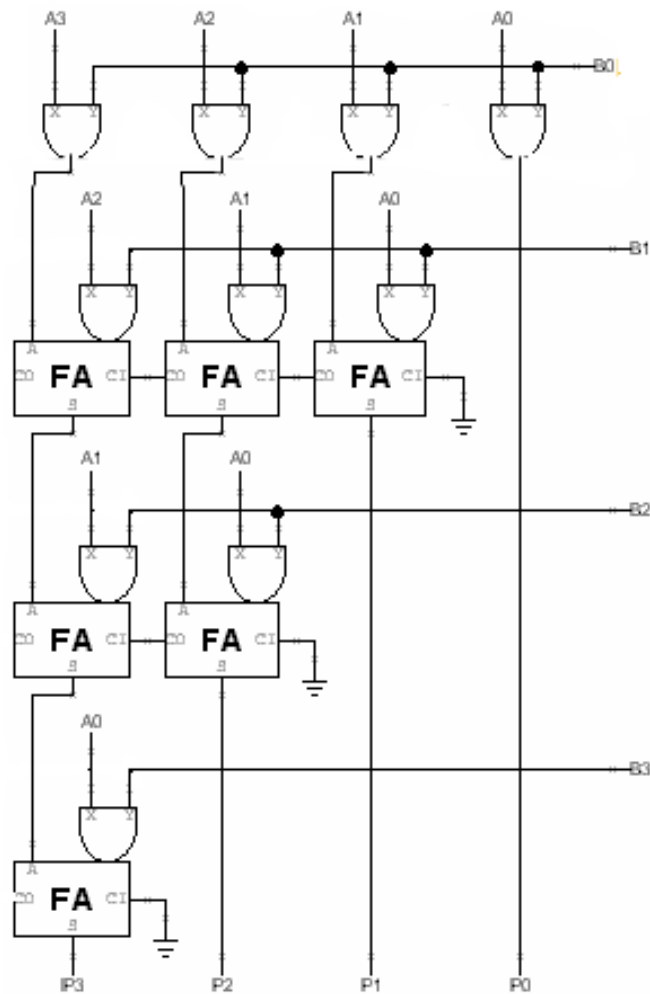 A3 A2 A1 A0
B0
X Y X Y X Y X Y
A2 A1 A0
B1
X Y X Y X Y
A A A
CO FA CI CO FA CI CO FA CI
S S S
A1 A0
B2
X Y X Y
A A
CO FA CI CO FA CI
S S
A0
B3
X Y
A
CO FA CI
S
P3 P2 P1 P0